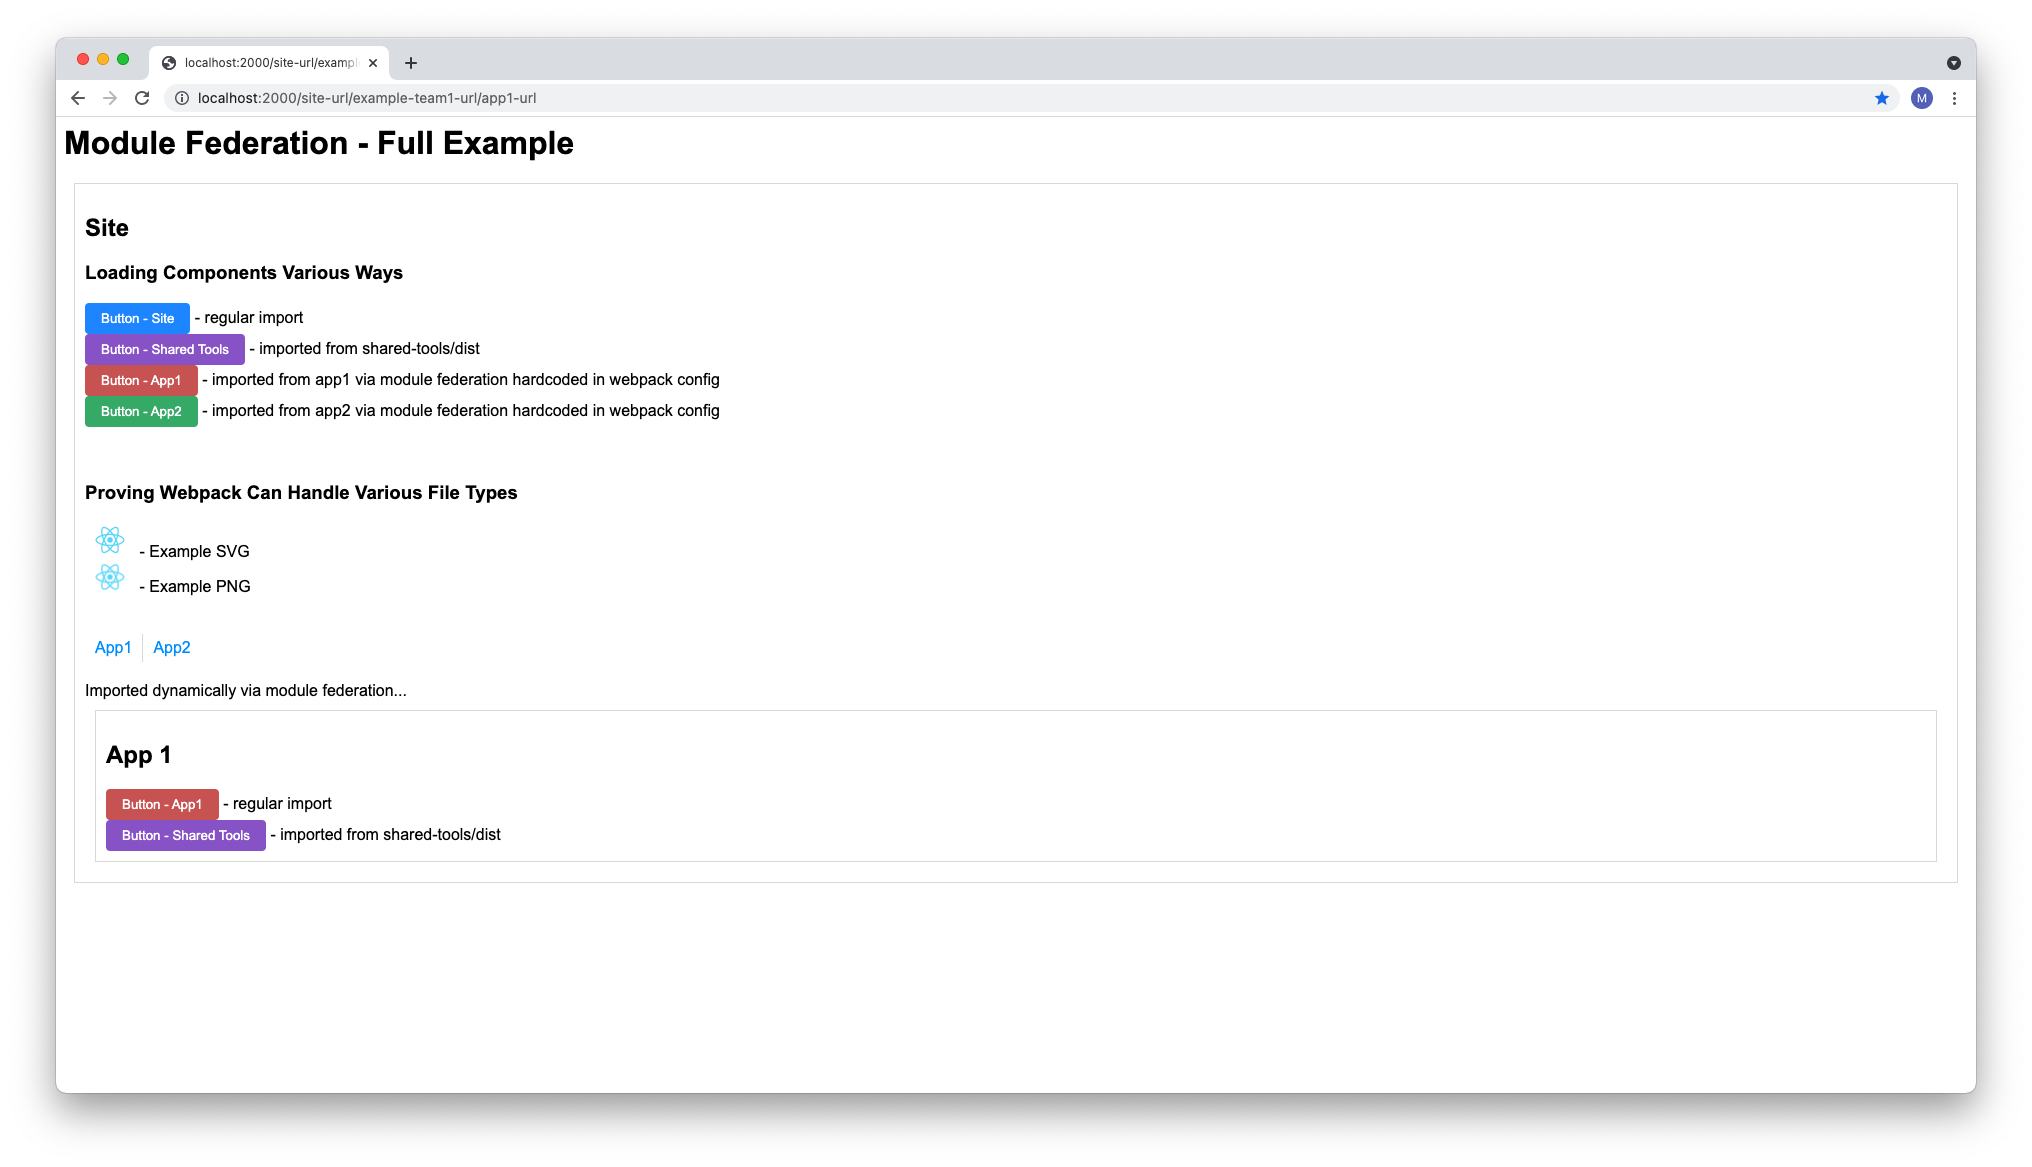 localhost:2000/site-url/exampl
localhost:2000/site-url/example-team1-url/app1-url
M
Module Federation - Full Example
Site
Loading Components Various Ways
Button - Site - regular import
Button - Shared Tools - imported from shared-tools/dist
Button - App1 - imported from app1 via module federation hardcoded in webpack config
Button - App2 - imported from app2 via module federation hardcoded in webpack config
Proving Webpack Can Handle Various File Types
- Example SVG
- Example PNG
App1 App2
Imported dynamically via module federation...
App 1
Button - App1 - regular import
Button - Shared Tools - imported from shared-tools/dist